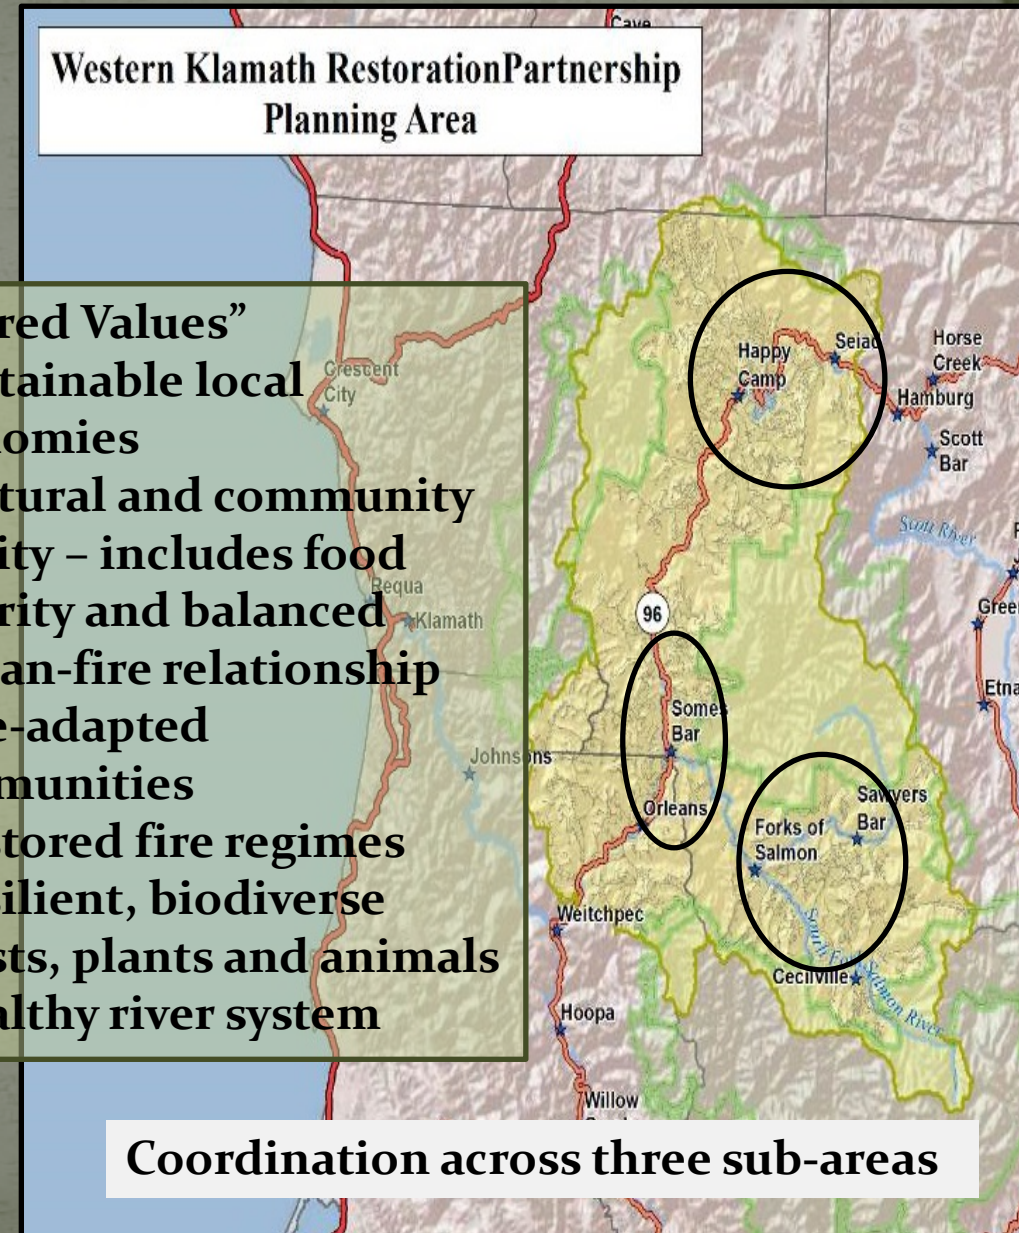 Cave
Western Klamath RestorationPartnership
Planning Area
red Values”
tainable local
omies
tural and community
ity – includes food
rity and balanced
an-fire relationship
e-adapted
munities
tored fire regimes
ilient, biodiverse
sts, plants and animals
althy river system
Crescent
City
Requa
Klamath
Johnsons
Happy
Camp
Seiad
Horse
Creek
Hamburg
Scott
Bar
Scott River
Gree
Etna
96
Somes
Bar
Orleans
Forks of
Salmon
Sawyers
Bar
South Fork Salmon River
Cecilville
Weitchpec
Hoopa
Willow
Coordination across three sub-areas